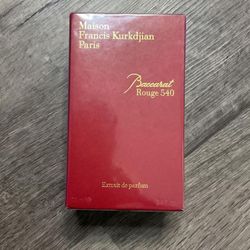 Maison
Francis Kurkdjian
Paris
Baccarat
Rouge 540
Extrait de parfum